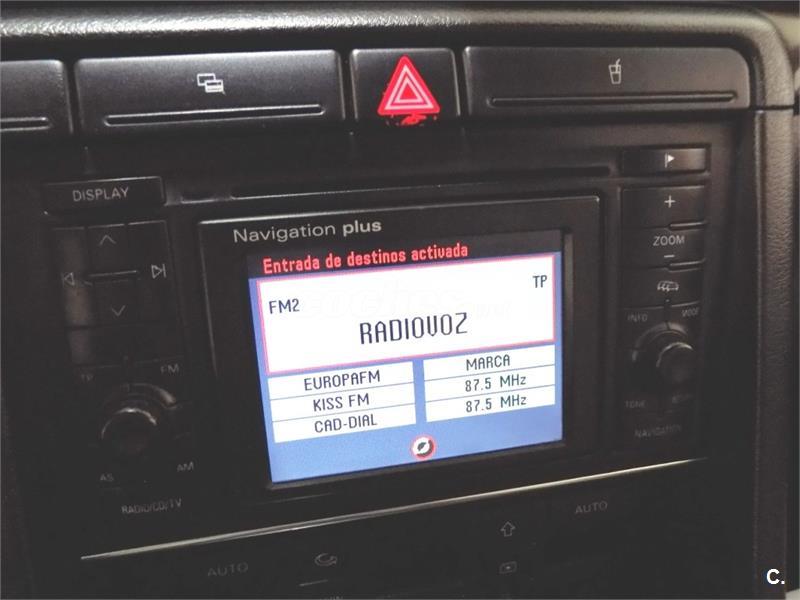 DISPLAY
Navigation plus
Entrada de destinos activada
FM2
TP
RADIOVOZ
EUROPAFM
KISS FM
CAD-DIAL
MARCA
87.5 MHz
87.5 MHz
TP
FM
AS
AM
RADIO/CD/TV
+
ZOOM
−
INFO
MODE
TONE
NAVIGATION
AUTO
AUTO
C.